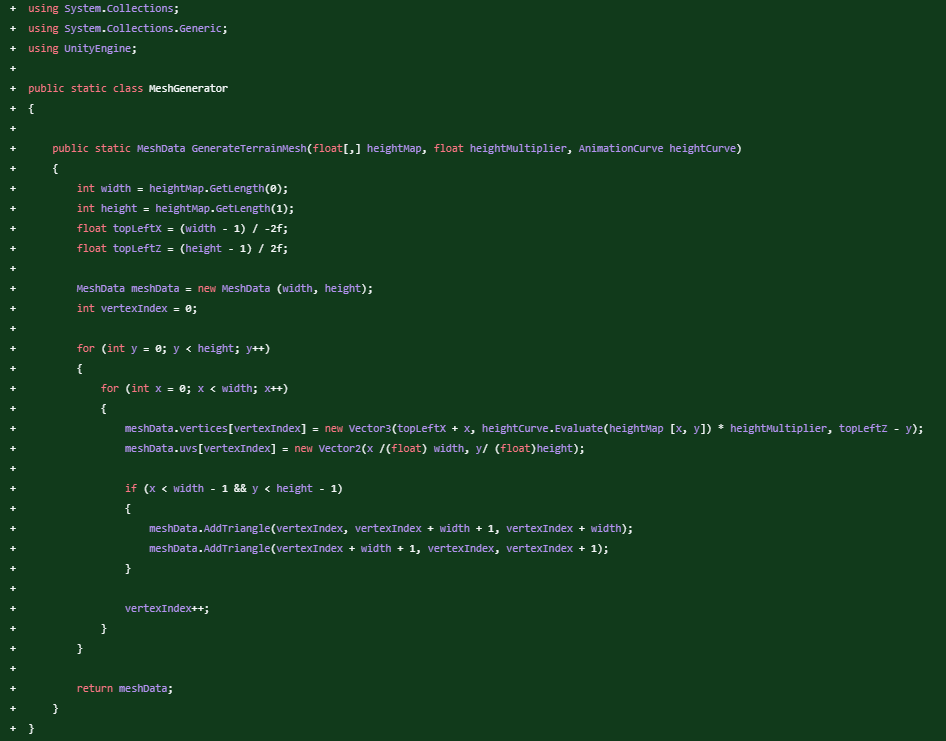 + using System.Collections;
+ using System.Collections.Generic;
+ using UnityEngine;
+
+ public static class MeshGenerator
+ {
+
+     public static MeshData GenerateTerrainMesh(float[,] heightMap, float heightMultiplier, AnimationCurve heightCurve)
+     {
+         int width = heightMap.GetLength(0);
+         int height = heightMap.GetLength(1);
+         float topLeftX = (width - 1) / -2f;
+         float topLeftZ = (height - 1) / 2f;
+
+         MeshData meshData = new MeshData (width, height);
+         int vertexIndex = 0;
+
+         for (int y = 0; y < height; y++)
+         {
+             for (int x = 0; x < width; x++)
+             {
+                 meshData.vertices[vertexIndex] = new Vector3(topLeftX + x, heightCurve.Evaluate(heightMap [x, y]) * heightMultiplier, topLeftZ - y);
+                 meshData.uvs[vertexIndex] = new Vector2(x /(float) width, y/ (float)height);
+
+                 if (x < width - 1 && y < height - 1)
+                 {
+                     meshData.AddTriangle(vertexIndex, vertexIndex + width + 1, vertexIndex + width);
+                     meshData.AddTriangle(vertexIndex + width + 1, vertexIndex, vertexIndex + 1);
+                 }
+
+                 vertexIndex++;
+             }
+         }
+
+         return meshData;
+     }
+ }